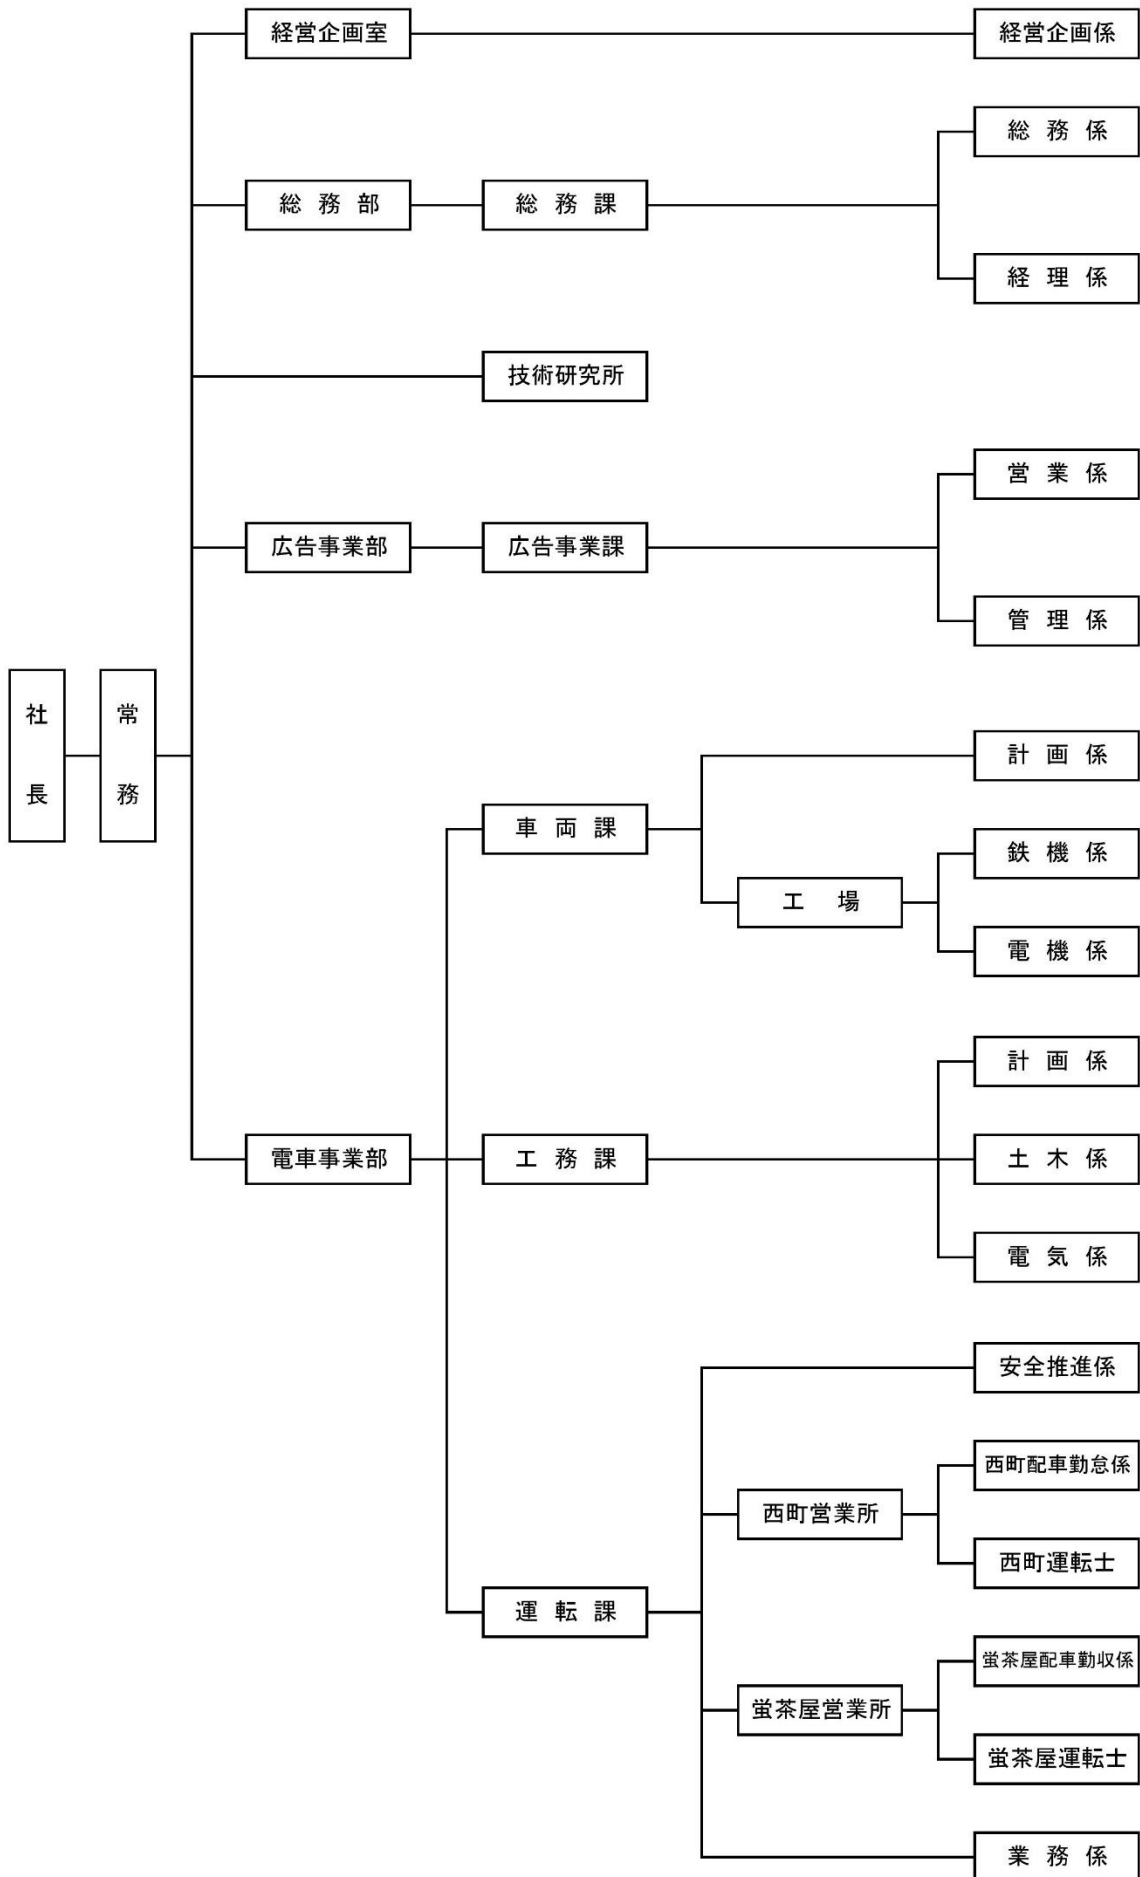 経営企画室
経営企画係
総務係
総務部
総務課
経理係
技術研究所
営業係
広告事業部
広告事業課
管理係
社長
常務
計画係
車両課
鉄機係
工場
電機係
計画係
電車事業部
工務課
土木係
電気係
安全推進係
西町配車勤怠係
西町営業所
西町運転士
運転課
蛍茶屋配車勤収係
蛍茶屋営業所
蛍茶屋運転士
業務係